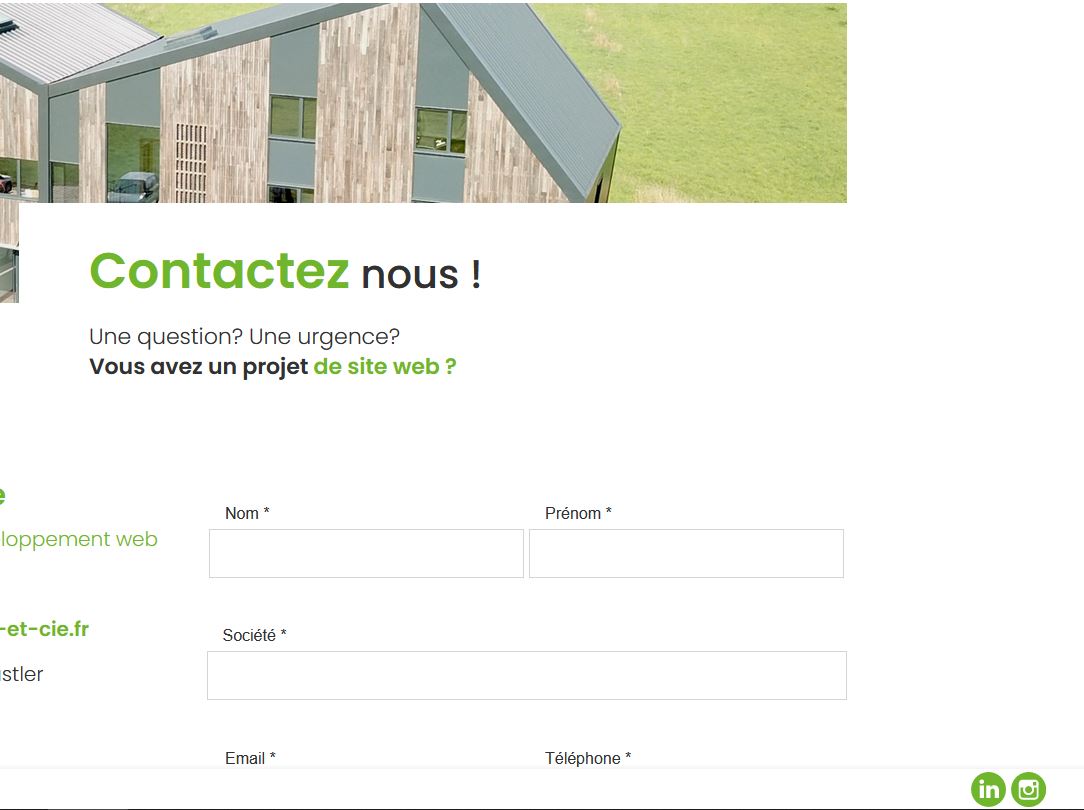 Contactez nous !
Une question? Une urgence?
Vous avez un projet de site web ?
Nom *
Prénom *
Société *
Email *
Téléphone *
e
loppement web
-et-cie.fr
stler
in